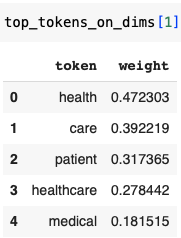 top_tokens_on_dims[1]
token weight
0 health 0.472303
1 care 0.392219
2 patient 0.317365
3 healthcare 0.278442
4 medical 0.181515